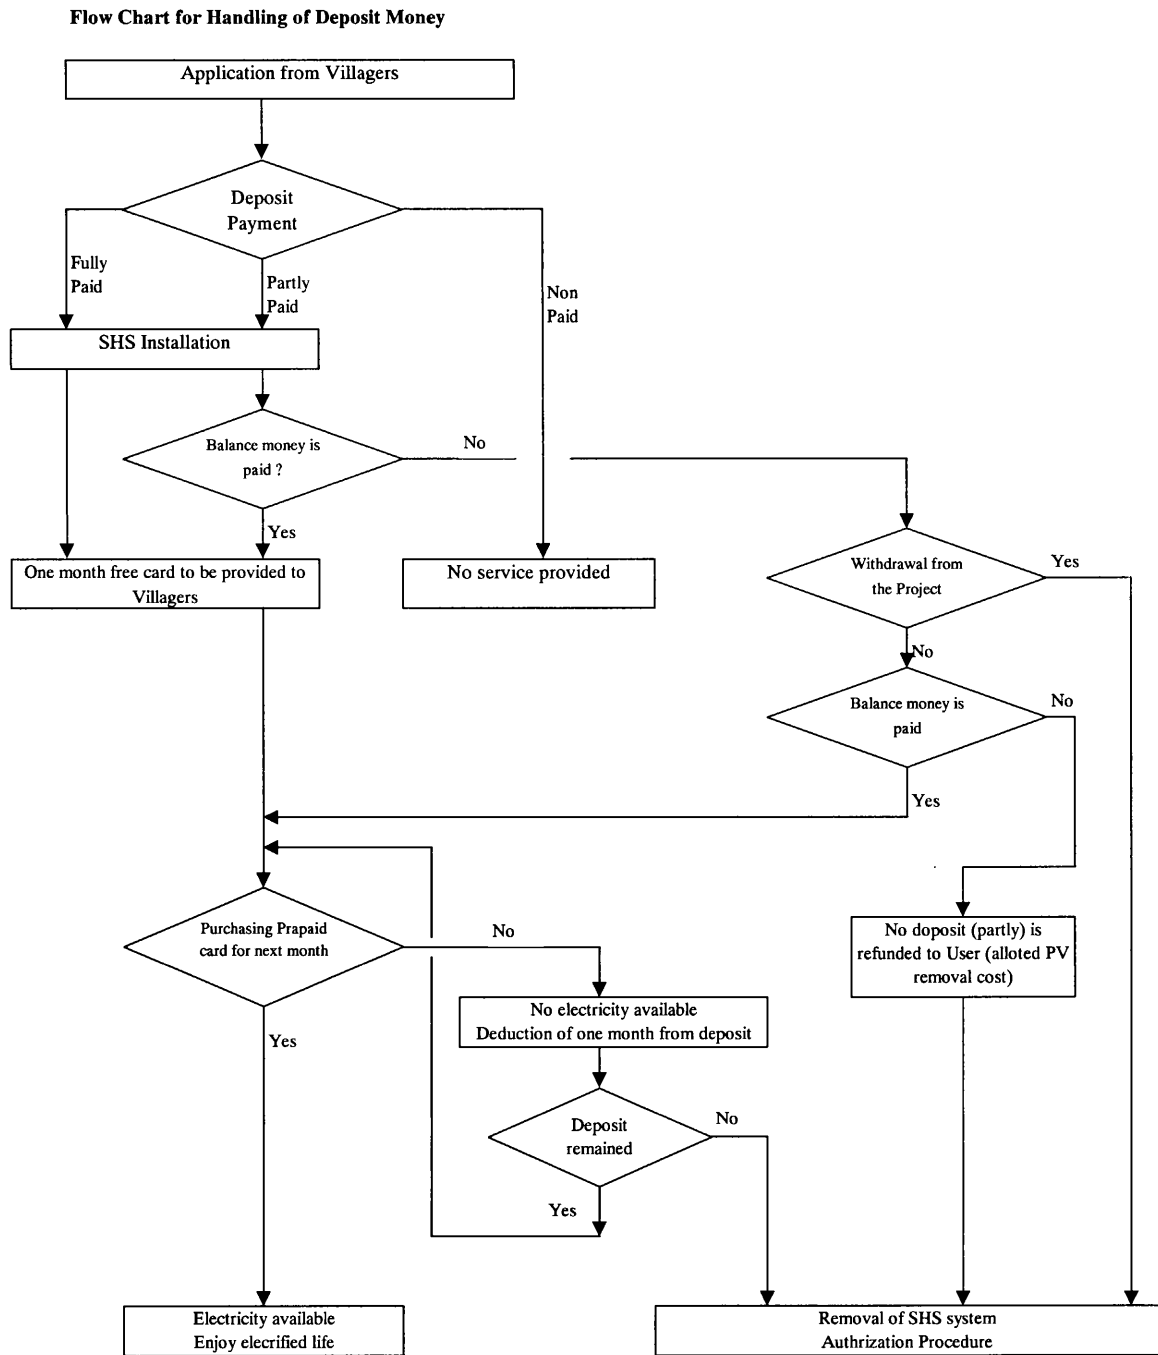 Flow Chart for Handling of Deposit Money
Application from Villagers
Deposit
Payment
Fully
Paid
Partly
Paid
Non
Paid
SHS Installation
Balance money is
paid ?
No
Yes
One month free card to be provided to
Villagers
No service provided
Withdrawal from
the Project
Yes
No
Balance money is
paid
No
Yes
Purchasing Prapaid
card for next month
No
No doposit (partly) is
refunded to User (alloted PV
removal cost)
No electricity available
Deduction of one month from deposit
Yes
Deposit
remained
No
Yes
Electricity available
Enjoy elecrified life
Removal of SHS system
Authrization Procedure